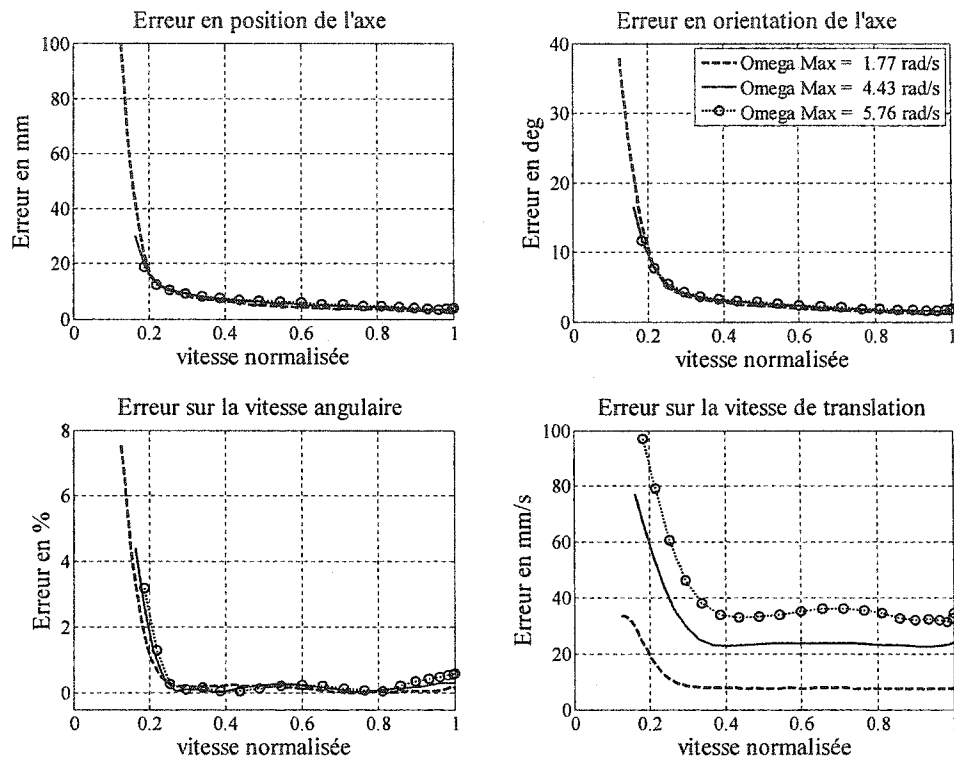 Erreur en position de l'axe
100
80
60
40
20
0
Erreur en mm
0 0.2 0.4 0.6 0.8 1
vitesse normalisée
Erreur en orientation de l'axe
40
30
20
10
0
Erreur en deg
Omega Max = 1.77 rad/s
Omega Max = 4.43 rad/s
Omega Max = 5.76 rad/s
0 0.2 0.4 0.6 0.8 1
vitesse normalisée
Erreur sur la vitesse angulaire
8
6
4
2
0
Erreur en %
0 0.2 0.4 0.6 0.8 1
vitesse normalisée
Erreur sur la vitesse de translation
100
80
60
40
20
0
Erreur en mm/s
0 0.2 0.4 0.6 0.8 1
vitesse normalisée